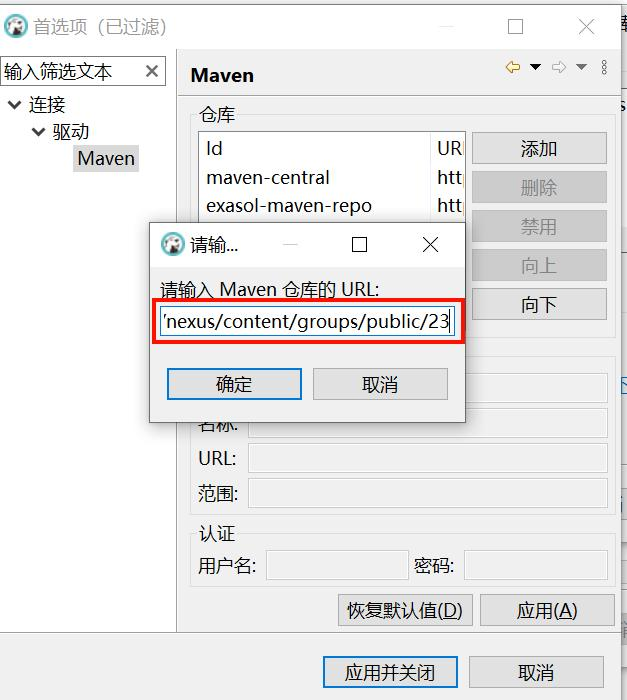 首选项（已过滤）
输入筛选文本
连接
驱动
Maven
Maven
仓库
Id
URI
maven-central
exasol-maven-repo
添加
删除
禁用
向上
向下
请输...
请输入 Maven 仓库的 URL:
nexus/content/groups/public/23
确定
取消
名称:
URL:
范围:
认证
用户名:
密码:
恢复默认值(D)
应用(A)
应用并关闭
取消